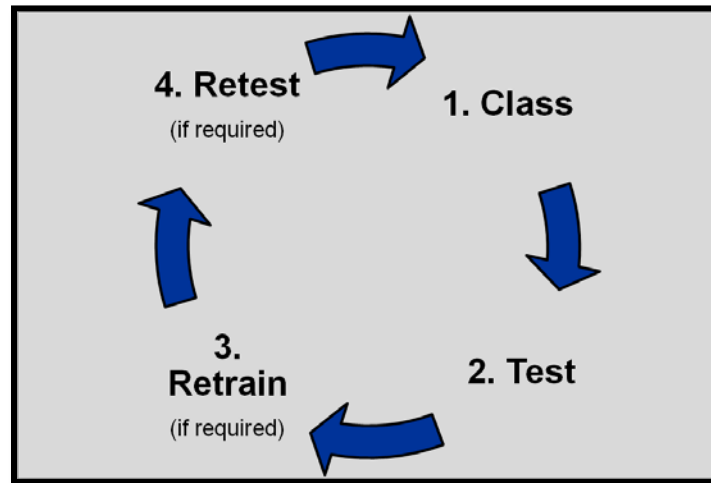 1. Class
2. Test
3.
Retrain
(if required)
4. Retest
(if required)